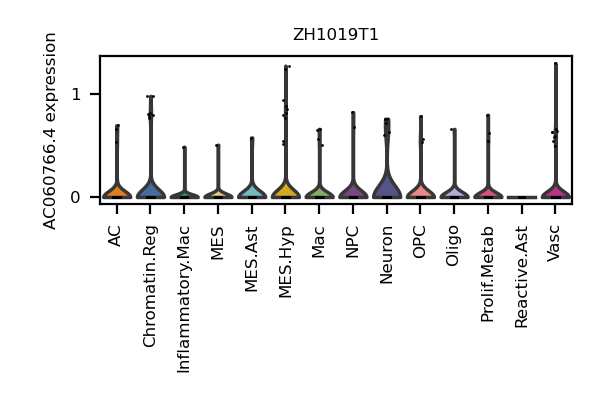 ZH1019T1
AC060766.4 expression
1
0
AC
Chromatin.Reg
Inflammatory.Mac
MES
MES.Ast
MES.Hyp
Mac
NPC
Neuron
OPC
Oligo
Prolif.Metab
Reactive.Ast
Vasc